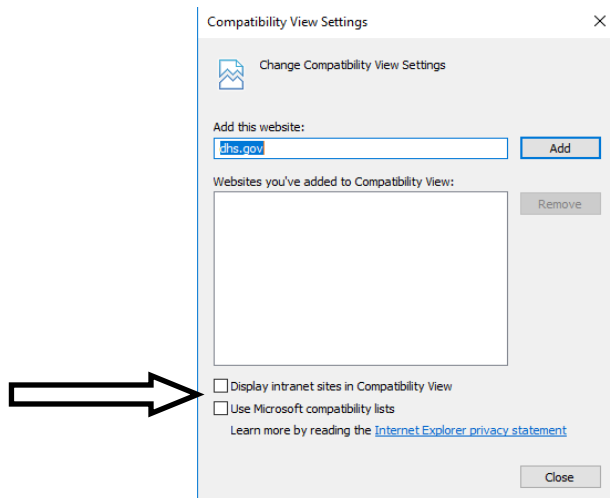 Compatibility View Settings
Change Compatibility View Settings
Add this website:
dhs.gov
Add
Websites you've added to Compatibility View:
Remove
Display intranet sites in Compatibility View
Use Microsoft compatibility lists
Learn more by reading the Internet Explorer privacy statement
Close